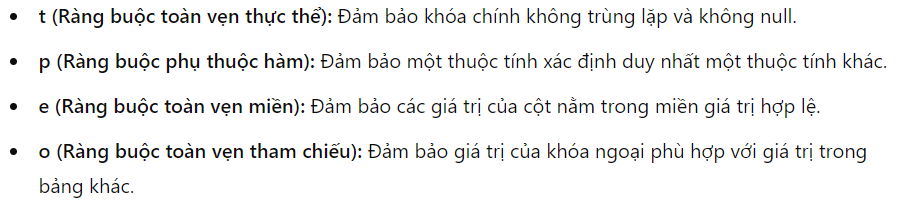 • t (Ràng buộc toàn vẹn thực thể): Đảm bảo khóa chính không trùng lặp và không null.
• p (Ràng buộc phụ thuộc hàm): Đảm bảo một thuộc tính xác định duy nhất một thuộc tính khác.
• e (Ràng buộc toàn vẹn miền): Đảm bảo các giá trị của cột nằm trong miền giá trị hợp lệ.
• o (Ràng buộc toàn vẹn tham chiếu): Đảm bảo giá trị của khóa ngoại phù hợp với giá trị trong
bảng khác.